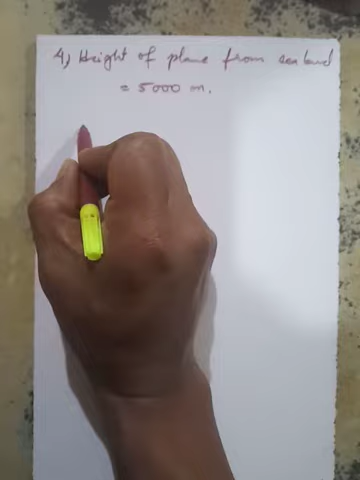 4) Height of plane from sea level
= 5000 m.